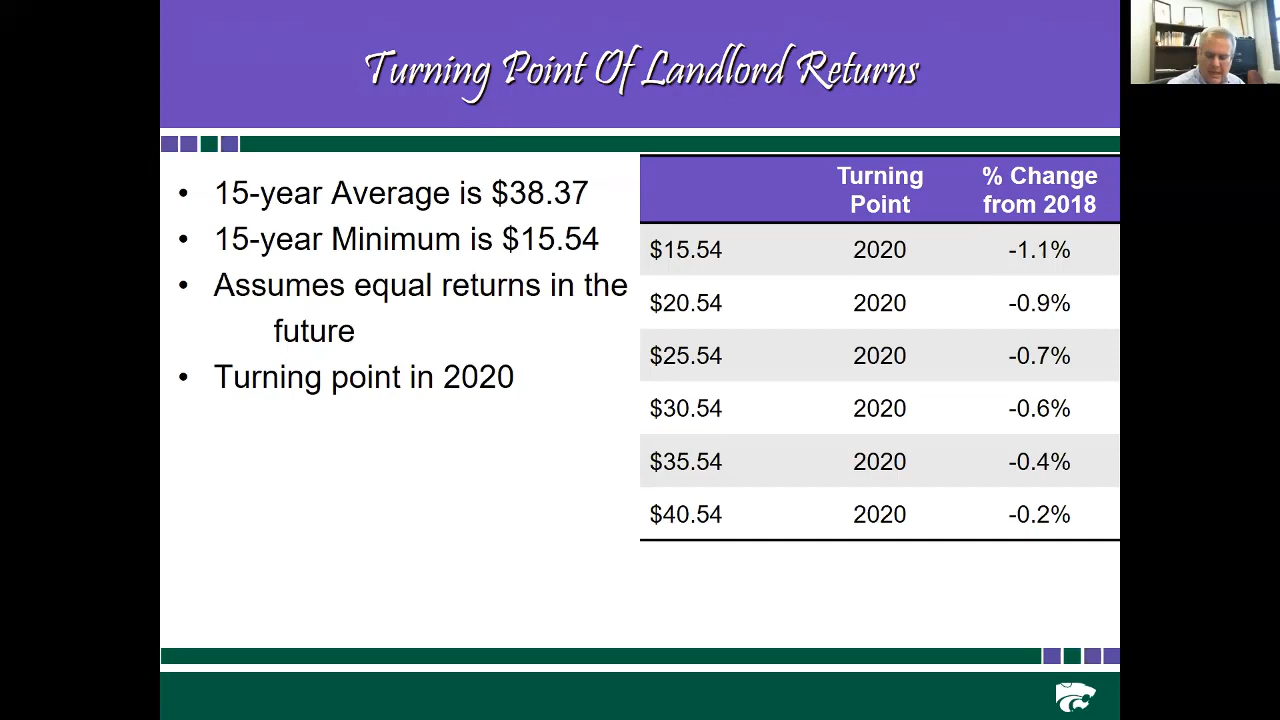 Turning Point Of Landlord Returns
• 15-year Average is $38.37
• 15-year Minimum is $15.54
• Assumes equal returns in the
future
• Turning point in 2020
Turning % Change
Point from 2018
$15.54 2020 -1.1%
$20.54 2020 -0.9%
$25.54 2020 -0.7%
$30.54 2020 -0.6%
$35.54 2020 -0.4%
$40.54 2020 -0.2%